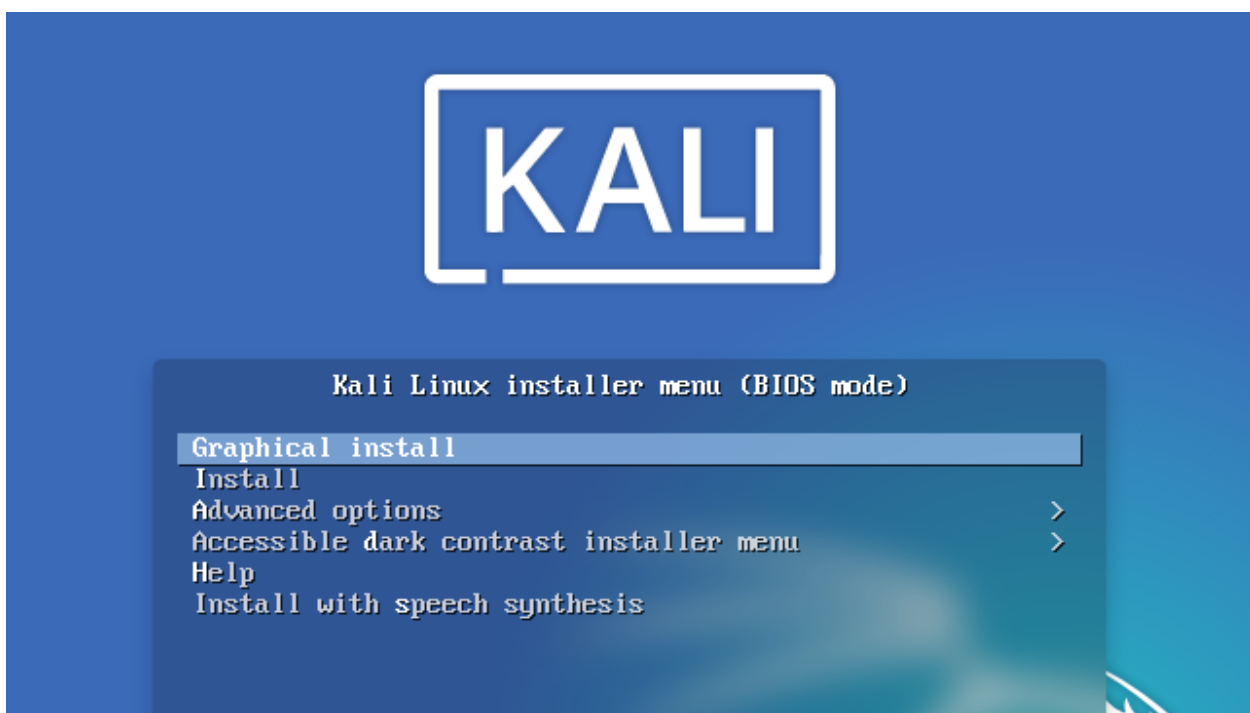 KALI
Kali Linux installer menu (BIOS mode)
Graphical install
Install
Advanced options >
Accessible dark contrast installer menu >
Help
Install with speech synthesis